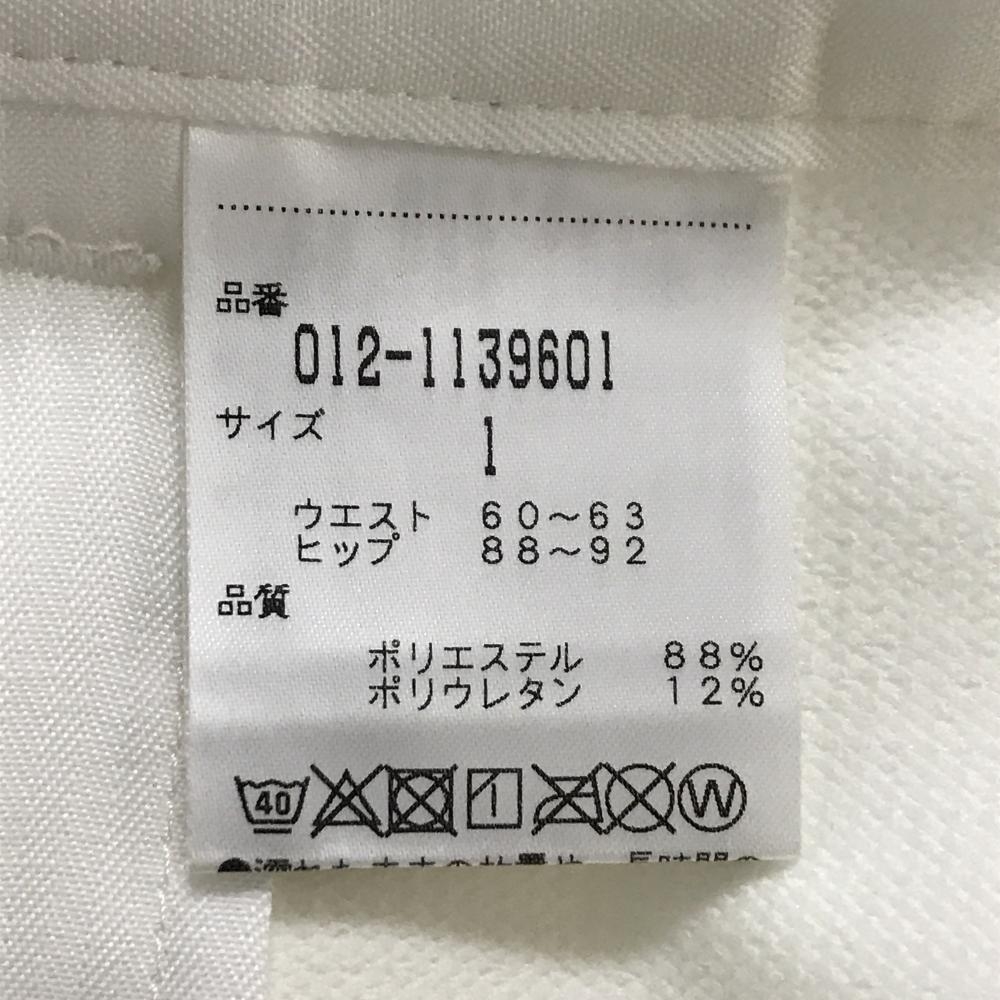 品番
012-1139601
サイズ 1
ウエスト 60～63
ヒップ 88～92
品質
ポリエステル 88%
ポリウレタン 12%
40
W